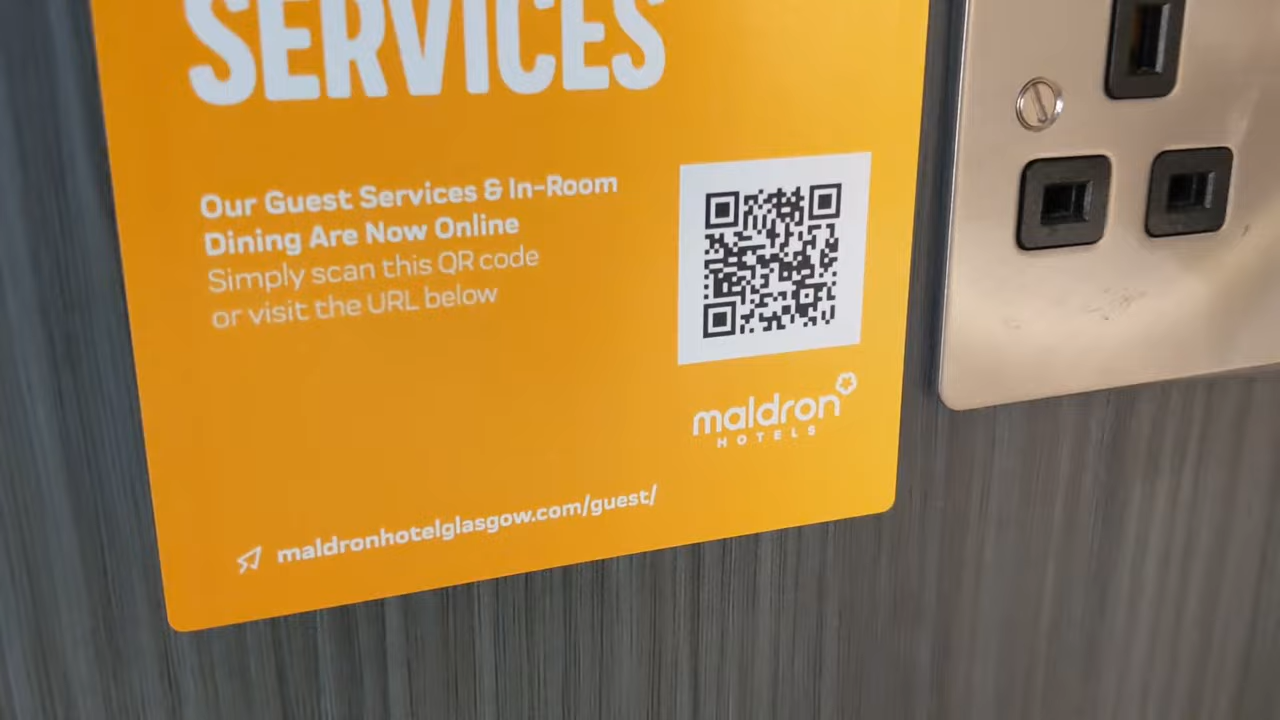 SERVICES
Our Guest Services & In-Room
Dining Are Now Online
Simply scan this QR code
or visit the URL below
maldron
HOTELS
maldronhotelglasgow.com/guest/